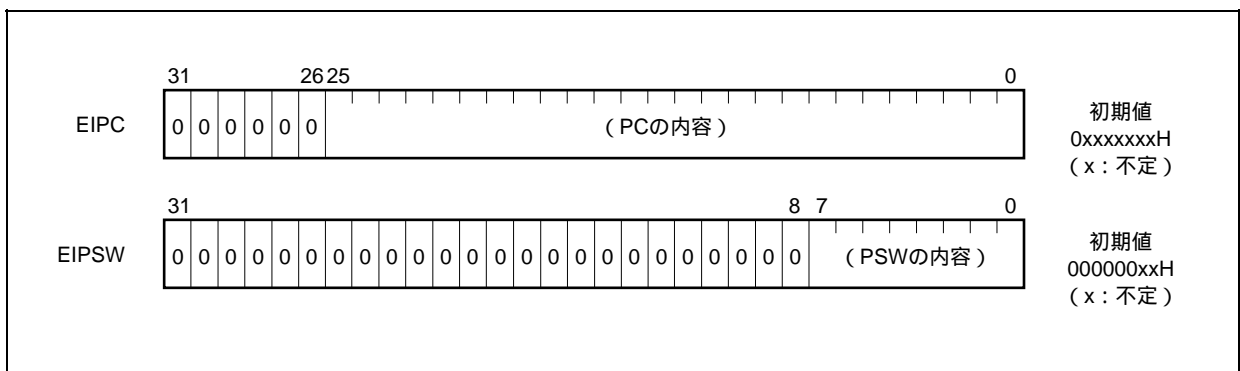 31 26 25 0
EIPC 0 0 0 0 0 0 （PCの内容） 初期値
0xxxxxxxH
（x：不定）
31 8 7 0
EIPSW 0 0 0 0 0 0 0 0 0 0 0 0 0 0 0 0 0 0 0 0 0 0 0 0 （PSWの内容） 初期値
000000xxH
（x：不定）